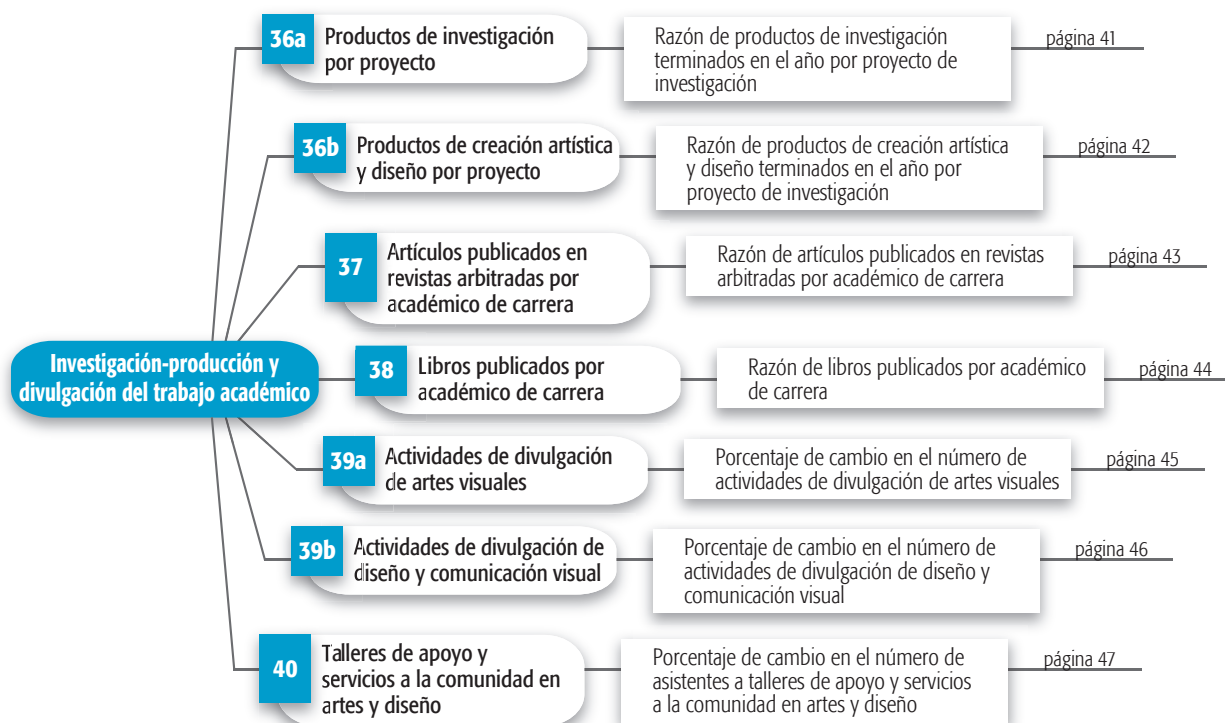 36a
Productos de investigación
por proyecto
Razón de productos de investigación
terminados en el año por proyecto de
investigación
página 41
36b
Productos de creación artística
y diseño por proyecto
Razón de productos de creación artística
y diseño terminados en el año por
proyecto de investigación
página 42
37
Artículos publicados en
revistas arbitradas por
académico de carrera
Razón de artículos publicados en revistas
arbitradas por académico de carrera
página 43
Investigación-producción y
divulgación del trabajo académico
38
Libros publicados por
académico de carrera
Razón de libros publicados por académico
de carrera
página 44
39a
Actividades de divulgación
de artes visuales
Porcentaje de cambio en el número de
actividades de divulgación de artes visuales
página 45
39b
Actividades de divulgación de
diseño y comunicación visual
Porcentaje de cambio en el número de
actividades de divulgación de diseño y
comunicación visual
página 46
40
Talleres de apoyo y
servicios a la comunidad en
artes y diseño
Porcentaje de cambio en el número de
asistentes a talleres de apoyo y servicios
a la comunidad en artes y diseño
página 47